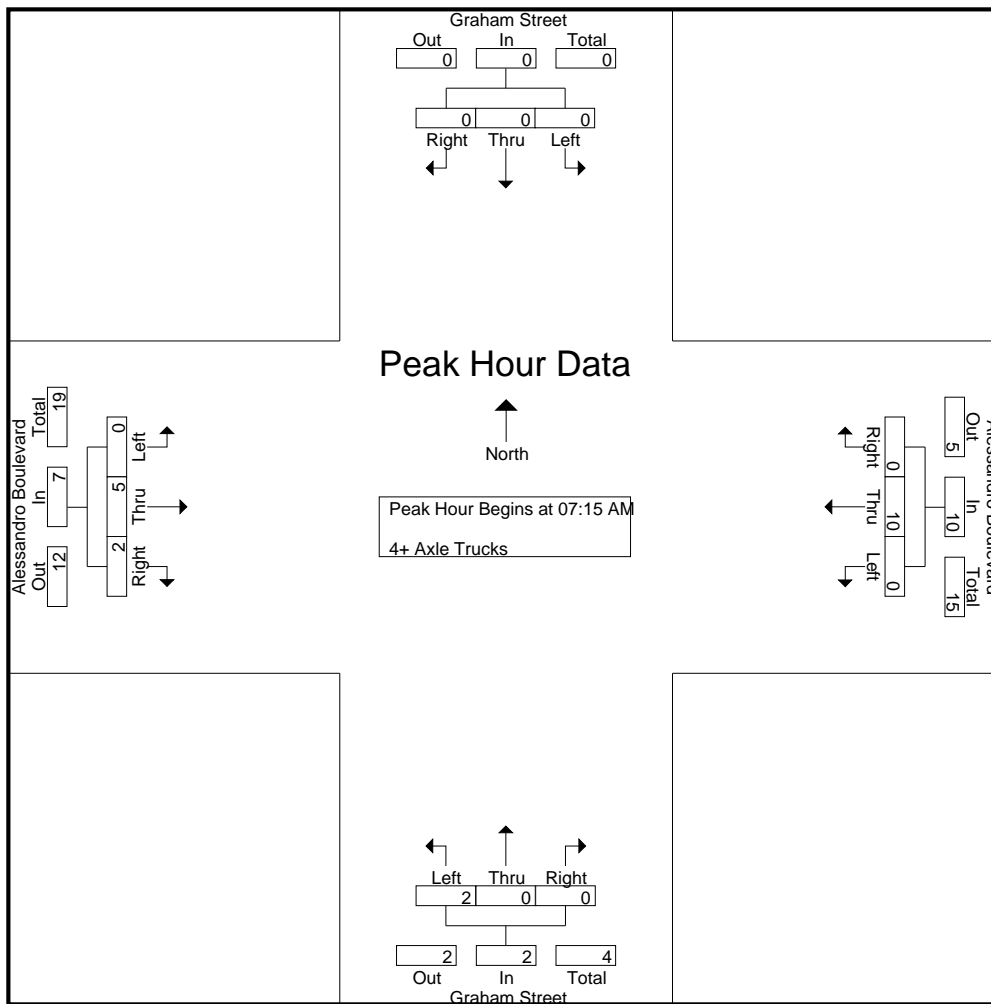 Graham Street
Out In Total
0 0 0
0 0 0
Right Thru Left
Peak Hour Data
North
Peak Hour Begins at 07:15 AM
4+ Axle Trucks
Alessandro Boulevard
Total In Out
19 7 12
0 5 2
Left Thru Right
Right Thru Left
0 10 0
5 10 15
Out In Total
Alessandro Boulevard
Left Thru Right
2 0 0
2 2 4
Out In Total
Graham Street